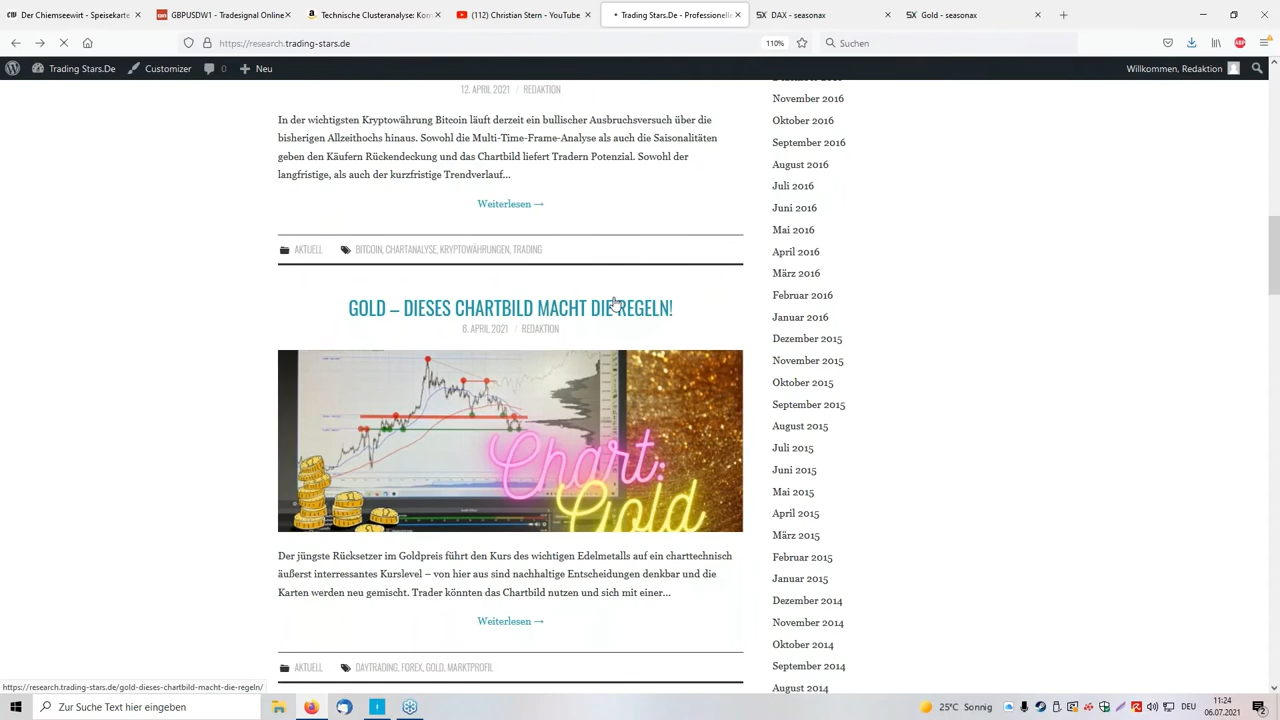 Der Chiemseewirt - Speisekarte
GBPUSDW1 - Tradesignal Online
Technische Clusteranalyse: Kom
(112) Christian Stern - YouTube
Trading Stars.De - Professionelle
DAX - seasonax
Gold - seasonax
https://research.trading-stars.de
110%
Suchen
Trading Stars.De
Customizer
0
Neu
Willkommen, Redaktion
12. APRIL 2021 / REDAKTION
In der wichtigsten Kryptowährung Bitcoin läuft derzeit ein bullischer Ausbruchsversuch über die
bisherigen Allzeithochs hinaus. Sowohl die Multi-Time-Frame-Analyse als auch die Saisonalitäten
geben den Käufern Rückendeckung und das Chartbild liefert Tradern Potenzial. Sowohl der
langfristige, als auch der kurzfristige Trendverlauf...
Weiterlesen →
AKTUELL
BITCOIN, CHARTANALYSE, KRYPTOWÄHRUNGEN, TRADING
GOLD – DIESES CHARTBILD MACHT DIE REGELN!
6. APRIL 2021 / REDAKTION
Chart:
Gold
Der jüngste Rücksetzer im Goldpreis führt den Kurs des wichtigen Edelmetalls auf ein charttechnisch
äußerst interressantes Kurslevel – von hier aus sind nachhaltige Entscheidungen denkbar und die
Karten werden neu gemischt. Trader könnten das Chartbild nutzen und sich mit einer...
Weiterlesen →
AKTUELL
DAYTRADING, FOREX, GOLD, MARKTPROFIL
November 2016
Oktober 2016
September 2016
August 2016
Juli 2016
Juni 2016
Mai 2016
April 2016
März 2016
Februar 2016
Januar 2016
Dezember 2015
November 2015
Oktober 2015
September 2015
August 2015
Juli 2015
Juni 2015
Mai 2015
April 2015
März 2015
Februar 2015
Januar 2015
Dezember 2014
November 2014
Oktober 2014
September 2014
August 2014
https://research.trading-stars.de/gold-dieses-chartbild-macht-die-regeln/
Zur Suche Text hier eingeben
25°C Sonnig
DEU
11:24
06.07.2021